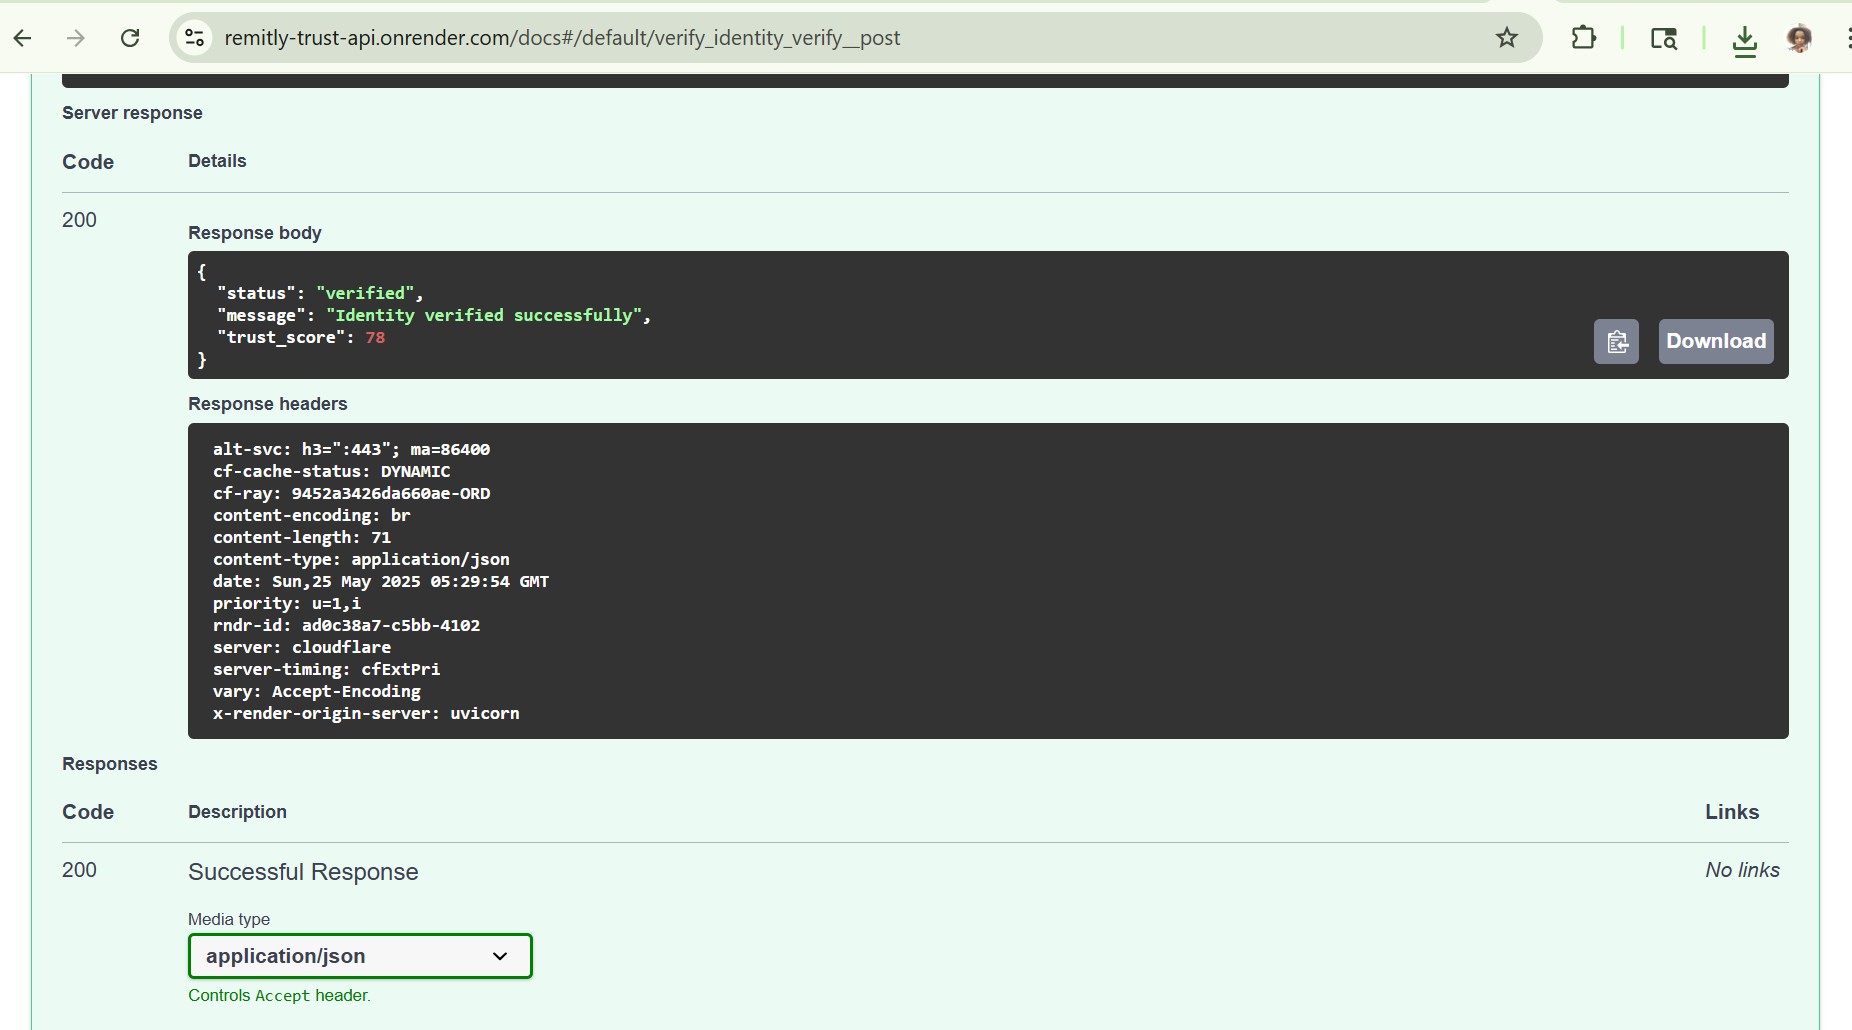 remitly-trust-api.onrender.com/docs#/default/verify_identity_verify__post
Server response
Code Details
200
Response body
{
  "status": "verified",
  "message": "Identity verified successfully",
  "trust_score": 78
}
Download
Response headers
alt-svc: h3=":443"; ma=86400
cf-cache-status: DYNAMIC
cf-ray: 9452a3426da660ae-ORD
content-encoding: br
content-length: 71
content-type: application/json
date: Sun,25 May 2025 05:29:54 GMT
priority: u=1,i
rndr-id: ad0c38a7-c5bb-4102
server: cloudflare
server-timing: cfExtPri
vary: Accept-Encoding
x-render-origin-server: uvicorn
Responses
Code Description Links
200 Successful Response No links
Media type
application/json
Controls Accept header.